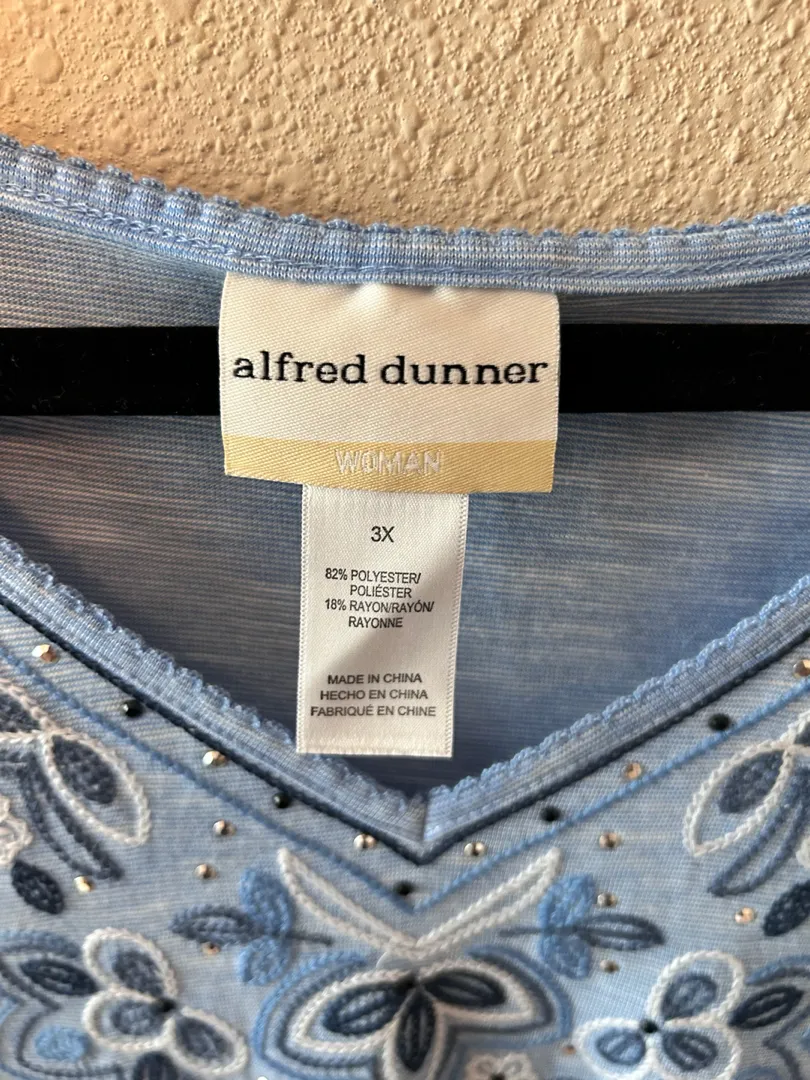 alfred dunner
WOMAN
3X
82% POLYESTER/
POLIÉSTER
18% RAYON/RAYÓN/
RAYONNE
MADE IN CHINA
HECHO EN CHINA
FABRIQUÉ EN CHINE